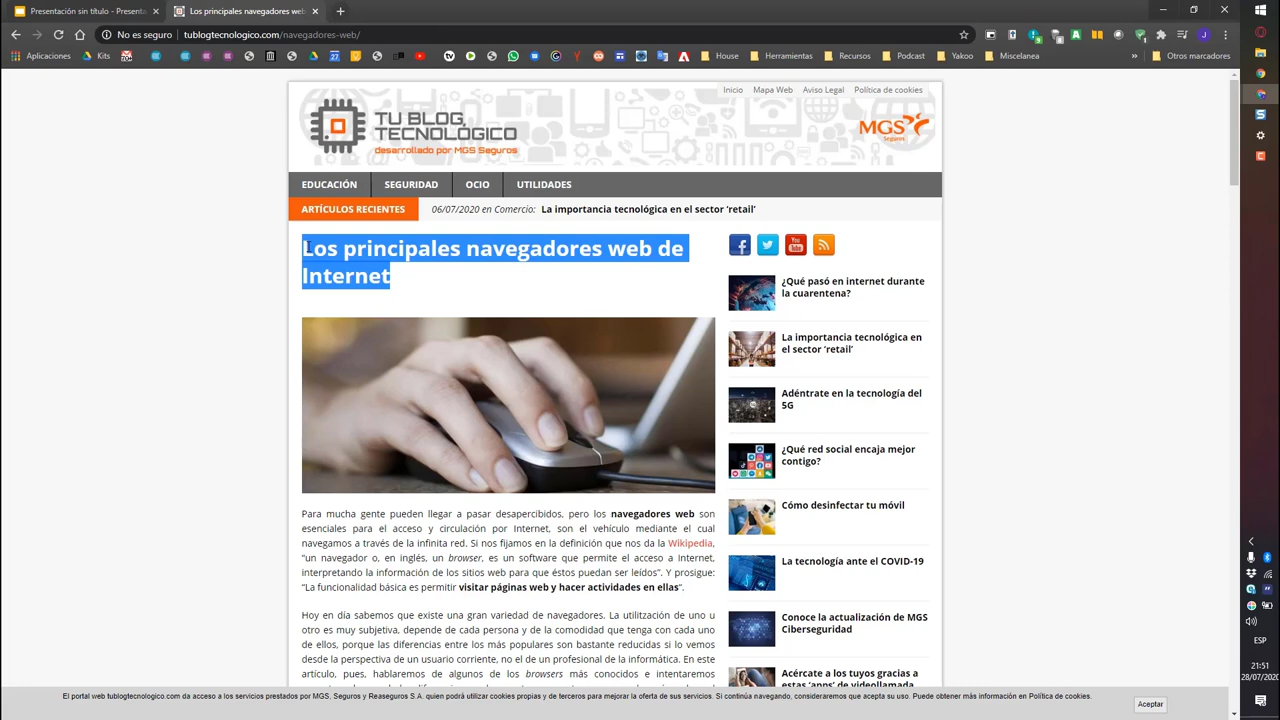 Presentación sin título - Presenta
Los principales navegadores web
No es seguro
tublogtecnologico.com/navegadores-web/
Aplicaciones
Kits
House
Herramientas
Recursos
Podcast
Yakoo
Miscelanea
Otros marcadores
Inicio
Mapa Web
Aviso Legal
Política de cookies
TU BLOG
TECNOLÓGICO
desarrollado por MGS Seguros
MGS
Seguros
EDUCACIÓN
SEGURIDAD
OCIO
UTILIDADES
ARTÍCULOS RECIENTES
06/07/2020 en Comercio: La importancia tecnológica en el sector ‘retail’
Los principales navegadores web de
Internet
¿Qué pasó en internet durante
la cuarentena?
La importancia tecnológica en
el sector ‘retail’
Adéntrate en la tecnología del
5G
¿Qué red social encaja mejor
contigo?
Cómo desinfectar tu móvil
La tecnología ante el COVID-19
Conoce la actualización de MGS
Ciberseguridad
Acércate a los tuyos gracias a
estas ‘apps’ de videollamada
Para mucha gente pueden llegar a pasar desapercibidos, pero los navegadores web son
esenciales para el acceso y circulación por Internet, son el vehículo mediante el cual
navegamos a través de la infinita red. Si nos fijamos en la definición que nos da la Wikipedia,
“un navegador o, en inglés, un browser, es un software que permite el acceso a Internet,
interpretando la información de los sitios web para que éstos puedan ser leídos”. Y prosigue:
“La funcionalidad básica es permitir visitar páginas web y hacer actividades en ellas“.
Hoy en día sabemos que existe una gran variedad de navegadores. La utilitzación de uno u
otro es muy subjetiva, depende de cada persona y de la comodidad que tenga con cada uno
de ellos, porque las diferencias entre los más populares son bastante reducidas si lo vemos
desde la perspectiva de un usuario corriente, no el de un profesional de la informática. En este
artículo, pues, hablaremos de algunos de los browsers más conocidos e intentaremos
El portal web tublogtecnologico.com da acceso a los servicios prestados por MGS, Seguros y Reaseguros S.A. quien podrá utilizar cookies propias y de terceros para mejorar la oferta de sus servicios. Si continúa navegando, consideraremos que acepta su uso. Puede obtener más información en Política de cookies.
Aceptar
ESP
21:51
28/07/2020